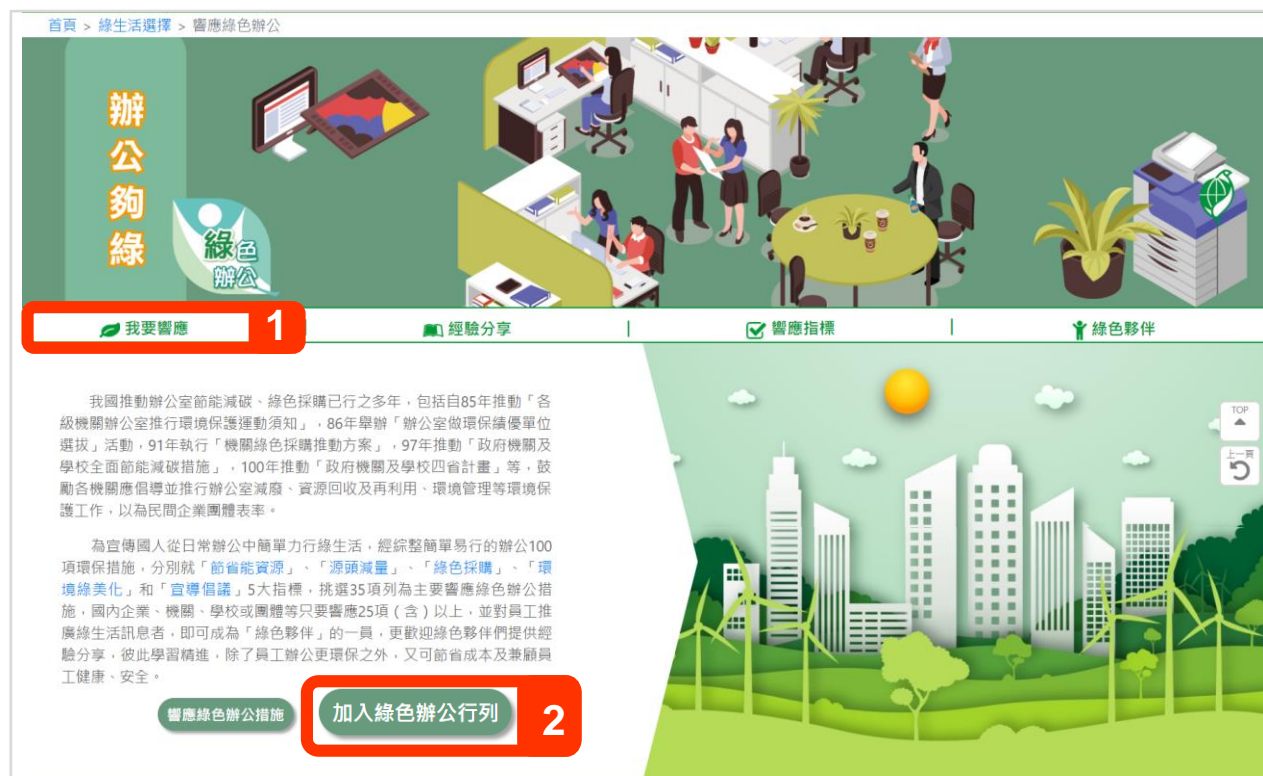 首頁 > 綠生活選擇 > 響應綠色辦公
辦公夠綠
綠色
辦公
我要響應
1
經驗分享
響應指標
綠色夥伴
我國推動辦公室節能減碳、綠色採購已行之多年，包括自85年推動「各
級機關辦公室推行環境保護運動須知」，86年舉辦「辦公室做環保績優單位
選拔」活動，91年執行「機關綠色採購推動方案」，97年推動「政府機關及
學校全面節能減碳措施」，100年推動「政府機關及學校四省計畫」等，鼓
勵各機關應倡導並推行辦公室減廢、資源回收及再利用、環境管理等環境保
護工作，以為民間企業團體表率。
為宣傳國人從日常辦公中簡單力行綠生活，經綜整簡單易行的辦公100
項環保措施，分別就「節省能資源」、「源頭減量」、「綠色採購」、「環
境綠美化」和「宣導倡議」5大指標，挑選35項列為主要響應綠色辦公措
施，國內企業、機關、學校或團體等只要響應25項（含）以上，並對員工推
廣綠生活訊息者，即可成為「綠色夥伴」的一員，更歡迎綠色夥伴們提供經
驗分享，彼此學習精進，除了員工辦公更環保之外，又可節省成本及兼顧員
工健康、安全。
響應綠色辦公措施
加入綠色辦公行列
2
TOP
上一頁